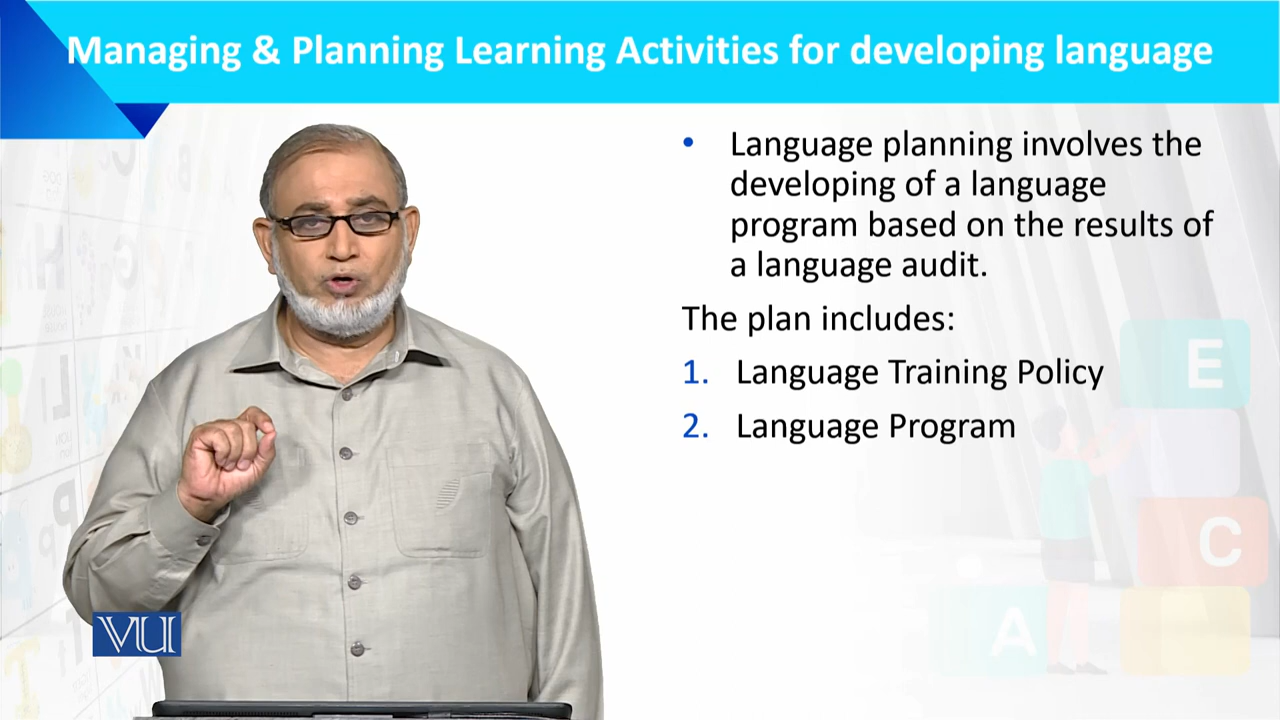 Managing & Planning Learning Activities for developing language
• Language planning involves the
developing of a language
program based on the results of
a language audit.
The plan includes:
1. Language Training Policy
2. Language Program
E
C
A
VU